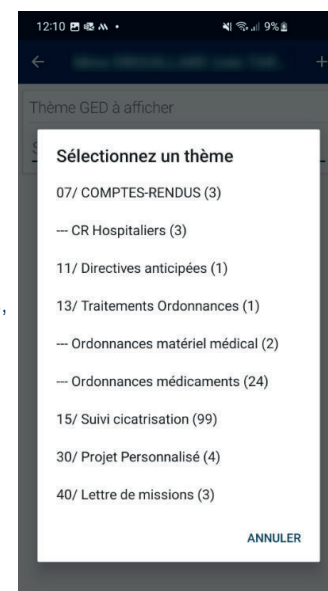 12:10
9%
Thème GED à afficher
Sélectionnez un thème
07/ COMPTES-RENDUS (3)
--- CR Hospitaliers (3)
11/ Directives anticipées (1)
13/ Traitements Ordonnances (1)
--- Ordonnances matériel médical (2)
--- Ordonnances médicaments (24)
15/ Suivi cicatrisation (99)
30/ Projet Personnalisé (4)
40/ Lettre de missions (3)
ANNULER
,